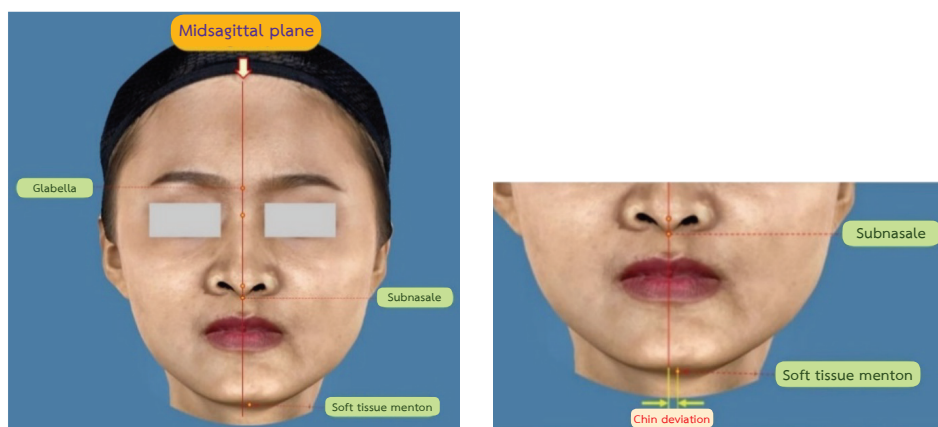 Midsagittal plane
Glabella
Subnasale
Soft tissue menton
Subnasale
Soft tissue menton
Chin deviation